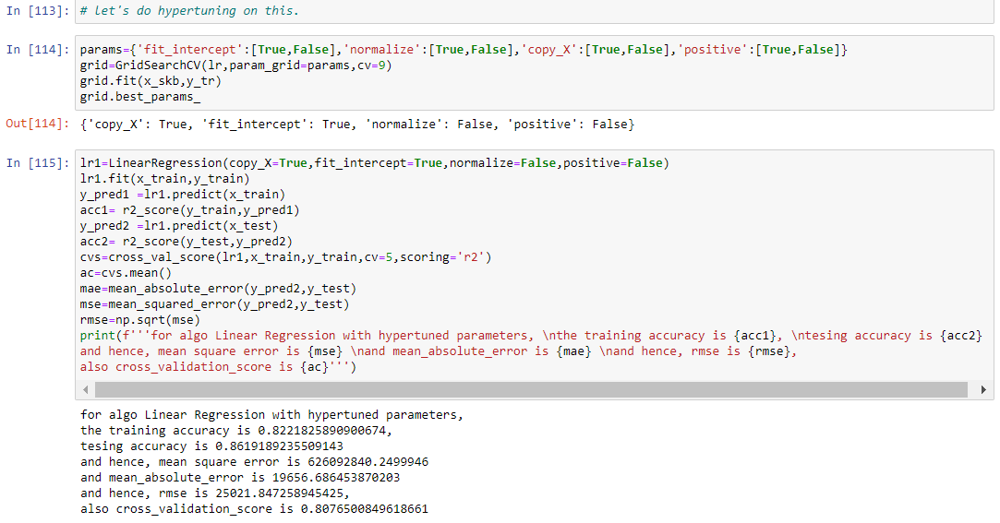 In [113]: # Let's do hypertuning on this.
In [114]: params={'fit_intercept':[True,False],'normalize':[True,False],'copy_X':[True,False],'positive':[True,False]}
grid=GridSearchCV(lr,param_grid=params,cv=9)
grid.fit(x_skb,y_tr)
grid.best_params_
Out[114]: {'copy_X': True, 'fit_intercept': True, 'normalize': False, 'positive': False}
In [115]: lr1=LinearRegression(copy_X=True,fit_intercept=True,normalize=False,positive=False)
lr1.fit(x_train,y_train)
y_pred1 =lr1.predict(x_train)
acc1= r2_score(y_train,y_pred1)
y_pred2 =lr1.predict(x_test)
acc2= r2_score(y_test,y_pred2)
cvs=cross_val_score(lr1,x_train,y_train,cv=5,scoring='r2')
ac=cvs.mean()
mae=mean_absolute_error(y_pred2,y_test)
mse=mean_squared_error(y_pred2,y_test)
rmse=np.sqrt(mse)
print(f'''for algo Linear Regression with hypertuned parameters, \nthe training accuracy is {acc1}, \ntesing accuracy is {acc2}
and hence, mean square error is {mse} \nand mean_absolute_error is {mae} \nand hence, rmse is {rmse},
also cross_validation_score is {ac}''')
for algo Linear Regression with hypertuned parameters,
the training accuracy is 0.8221825890900674,
tesing accuracy is 0.8619189235509143
and hence, mean square error is 626092840.2499946
and mean_absolute_error is 19656.686453870203
and hence, rmse is 25021.847258945425,
also cross_validation_score is 0.8076500849618661